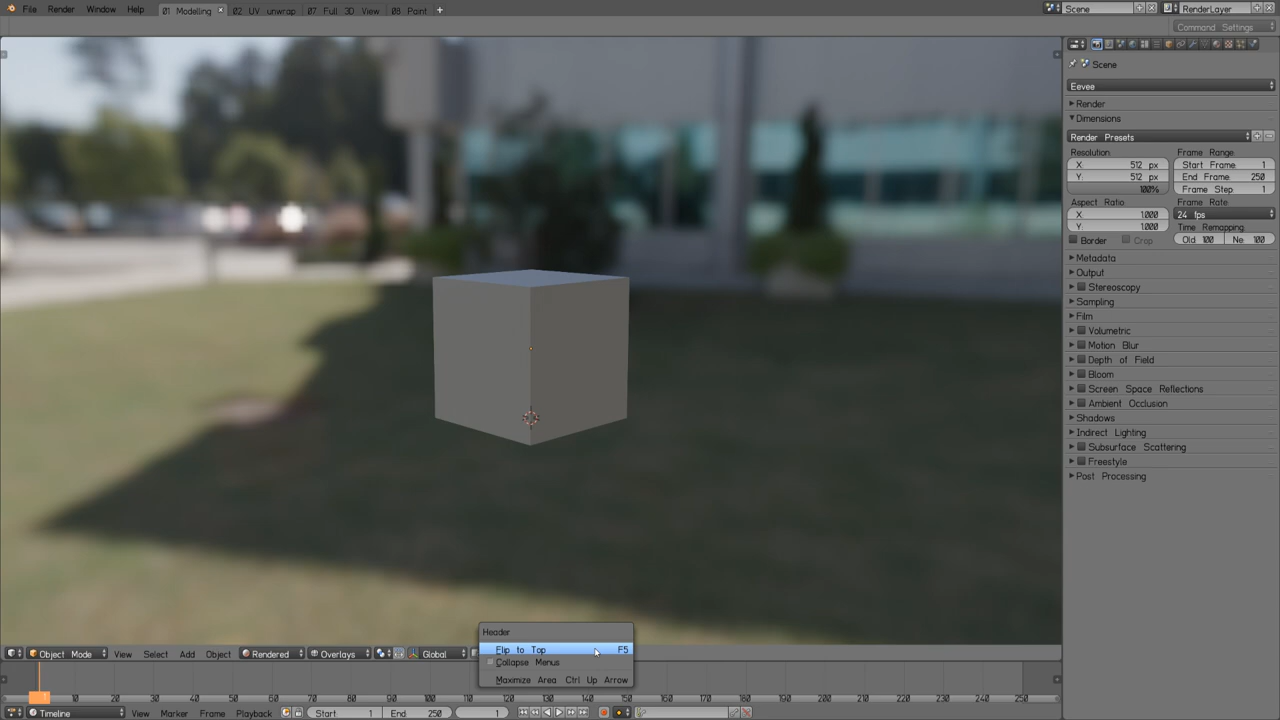 File Render Window Help 01 Modelling 02 UV unwrap 07 Full 3D View 08 Paint Scene RenderLayer
Command Settings
Scene
Eevee
Render
Dimensions
Render Presets
Resolution Frame Range:
X: 512 px Start Frame: 1
Y: 512 px End Frame: 250
100% Frame Step: 1
Aspect Ratio: Frame Rate:
X: 1.000 24 fps
Y: 1.000 Time Remapping:
Border Crop Old: 100 Ne: 100
Metadata
Output
Stereoscopy
Sampling
Film
Volumetric
Motion Blur
Depth of Field
Bloom
Screen Space Reflections
Ambient Occlusion
Shadows
Indirect Lighting
Subsurface Scattering
Freestyle
Post Processing
Header
Flip to Top F5
Collapse Menus
Maximize Area Ctrl Up Arrow
Object Mode View Select Add Object Rendered Overlays Global
0 10 20 30 40 50 60 70 80 90 100 110 120 130 140 150 160 170 180 190 200 210 220 230 240 250
Timeline View Marker Frame Playback Start: 1 End: 250 1